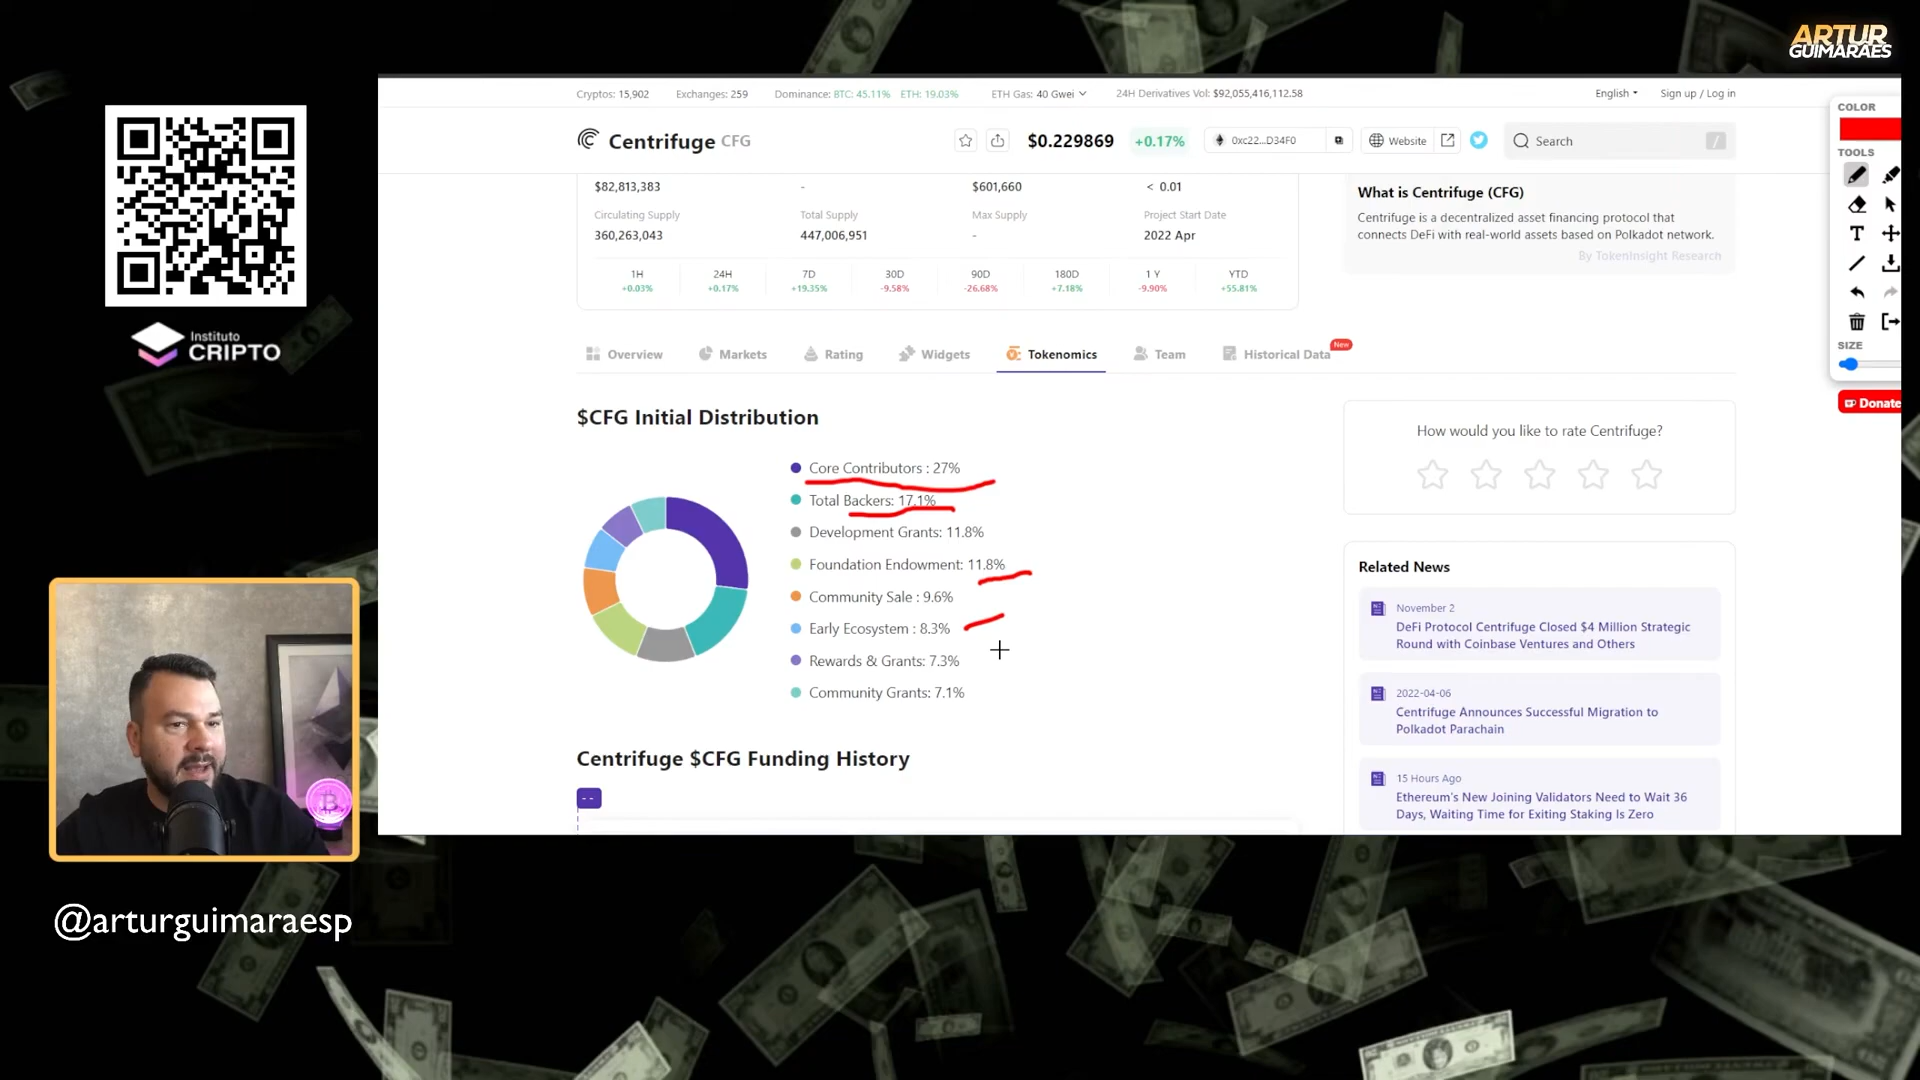 ARTUR
GUIMARAES
Cryptos: 15,902 Exchanges: 259 Dominance: BTC: 45.11% ETH: 19.03% ETH Gas: 40 Gwei 24H Derivatives Vol: $92,055,416,112.58 English Sign up / Log in
Centrifuge CFG $0.229869 +0.17% 0xc22...D34F0 Website Search /
$82,813,383 - $601,660 < 0.01
Circulating Supply Total Supply Max Supply Project Start Date
360,263,043 447,006,951 - 2022 Apr
1H 24H 7D 30D 90D 180D 1 Y YTD
+0.03% +0.17% +19.35% -9.58% -26.68% +7.18% -9.90% +55.81%
What is Centrifuge (CFG)
Centrifuge is a decentralized asset financing protocol that
connects DeFi with real-world assets based on Polkadot network.
By TokenInsight Research
Overview Markets Rating Widgets Tokenomics Team Historical Data New
$CFG Initial Distribution
Core Contributors : 27%
Total Backers: 17.1%
Development Grants: 11.8%
Foundation Endowment: 11.8%
Community Sale : 9.6%
Early Ecosystem : 8.3%
Rewards & Grants: 7.3%
Community Grants: 7.1%
Centrifuge $CFG Funding History
--
How would you like to rate Centrifuge?
Related News
November 2
DeFi Protocol Centrifuge Closed $4 Million Strategic
Round with Coinbase Ventures and Others
2022-04-06
Centrifuge Announces Successful Migration to
Polkadot Parachain
15 Hours Ago
Ethereum's New Joining Validators Need to Wait 36
Days, Waiting Time for Exiting Staking Is Zero
COLOR
TOOLS
T
SIZE
Donate
Instituto
CRIPTO
@arturguimaraesp